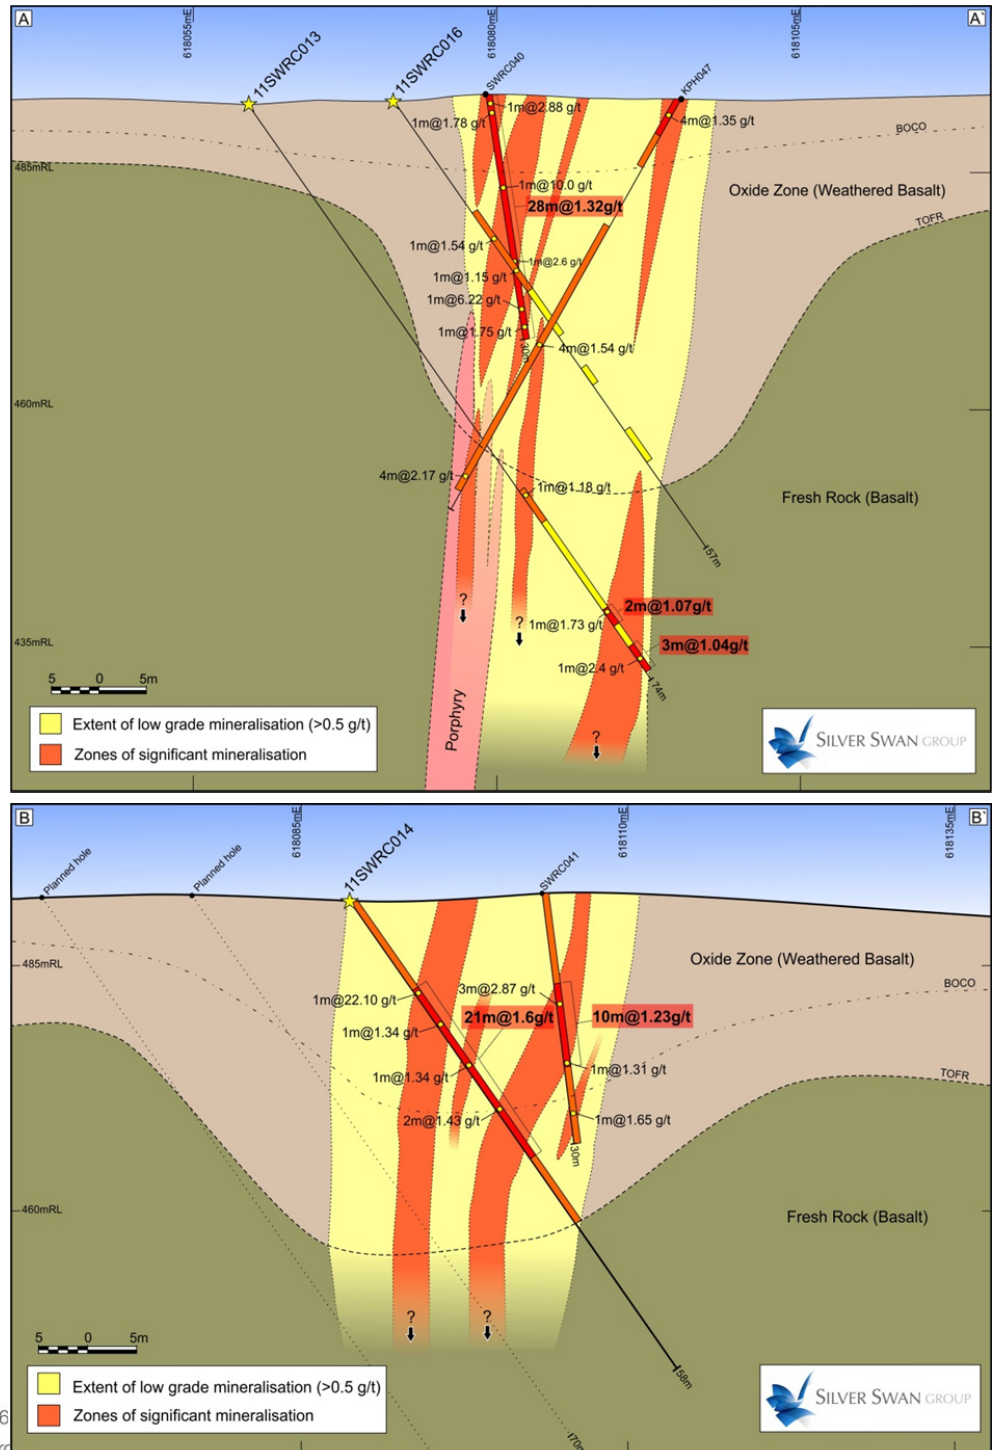 A
A`
618055mE
618080mE
618105mE
11SWRC013
11SWRC016
SWRC040
KPH047
1m@2.88 g/t
1m@1.78 g/t
4m@1.35 g/t
BOCO
485mRL
1m@10.0 g/t
Oxide Zone (Weathered Basalt)
28m@1.32g/t
TOFR
1m@1.54 g/t
1m@2.6 g/t
1m@1.15 g/t
1m@6.22 g/t
1m@1.75 g/t
30m
4m@1.54 g/t
460mRL
4m@2.17 g/t
1m@1.18 g/t
Fresh Rock (Basalt)
57m
?
2m@1.07g/t
?
1m@1.73 g/t
435mRL
3m@1.04g/t
1m@2.4 g/t
74m
5 0 5m
Porphyry
?
Extent of low grade mineralisation (>0.5 g/t)
Zones of significant mineralisation
SILVER SWAN GROUP
B
B`
618085mE
618110mE
618135mE
Planned hole
Planned hole
11SWRC014
SWRC041
485mRL
Oxide Zone (Weathered Basalt)
BOCO
3m@2.87 g/t
1m@22.10 g/t
21m@1.6g/t
10m@1.23g/t
1m@1.34 g/t
1m@1.34 g/t
1m@1.31 g/t
TOFR
2m@1.43 g/t
1m@1.65 g/t
30m
460mRL
Fresh Rock (Basalt)
?
?
5 0 5m
58m
Extent of low grade mineralisation (>0.5 g/t)
Zones of significant mineralisation
SILVER SWAN GROUP
6
170m